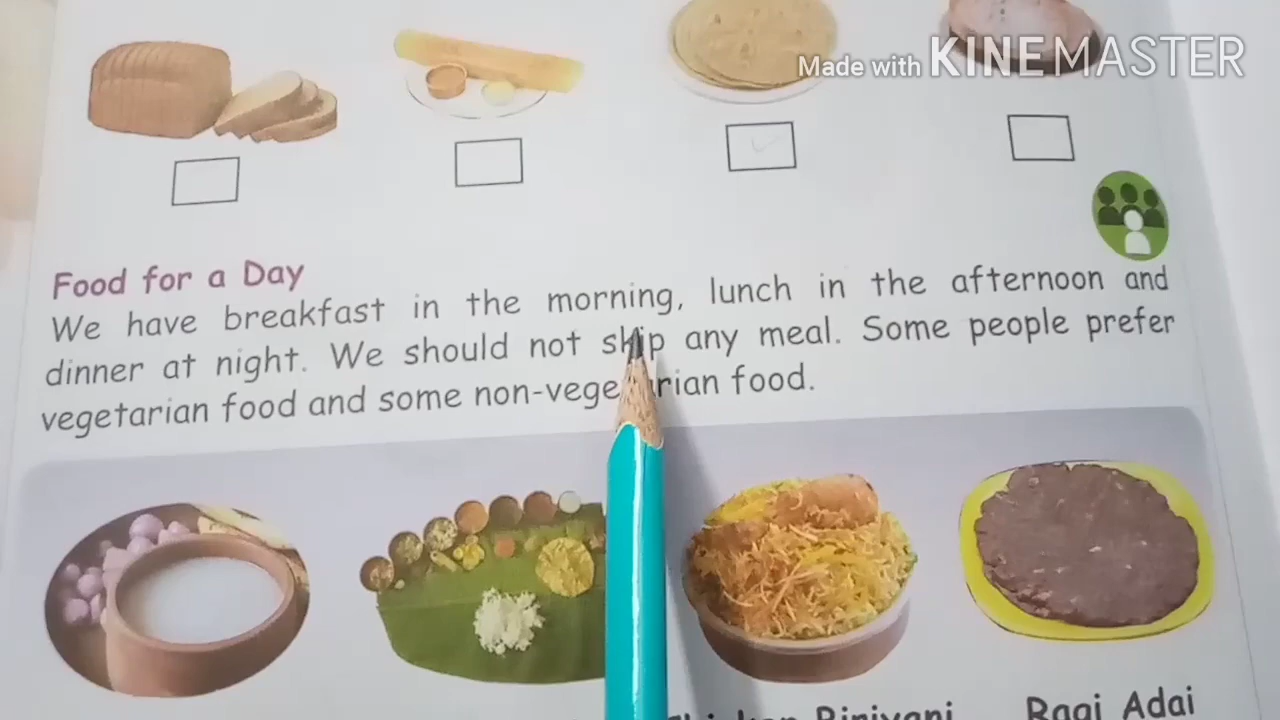 Made with KINEMASTER
Food for a Day
We have breakfast in the morning, lunch in the afternoon and
dinner at night. We should not skip any meal. Some people prefer
vegetarian food and some non-vegetarian food.
Chicken Biriyani
Ragi Adai